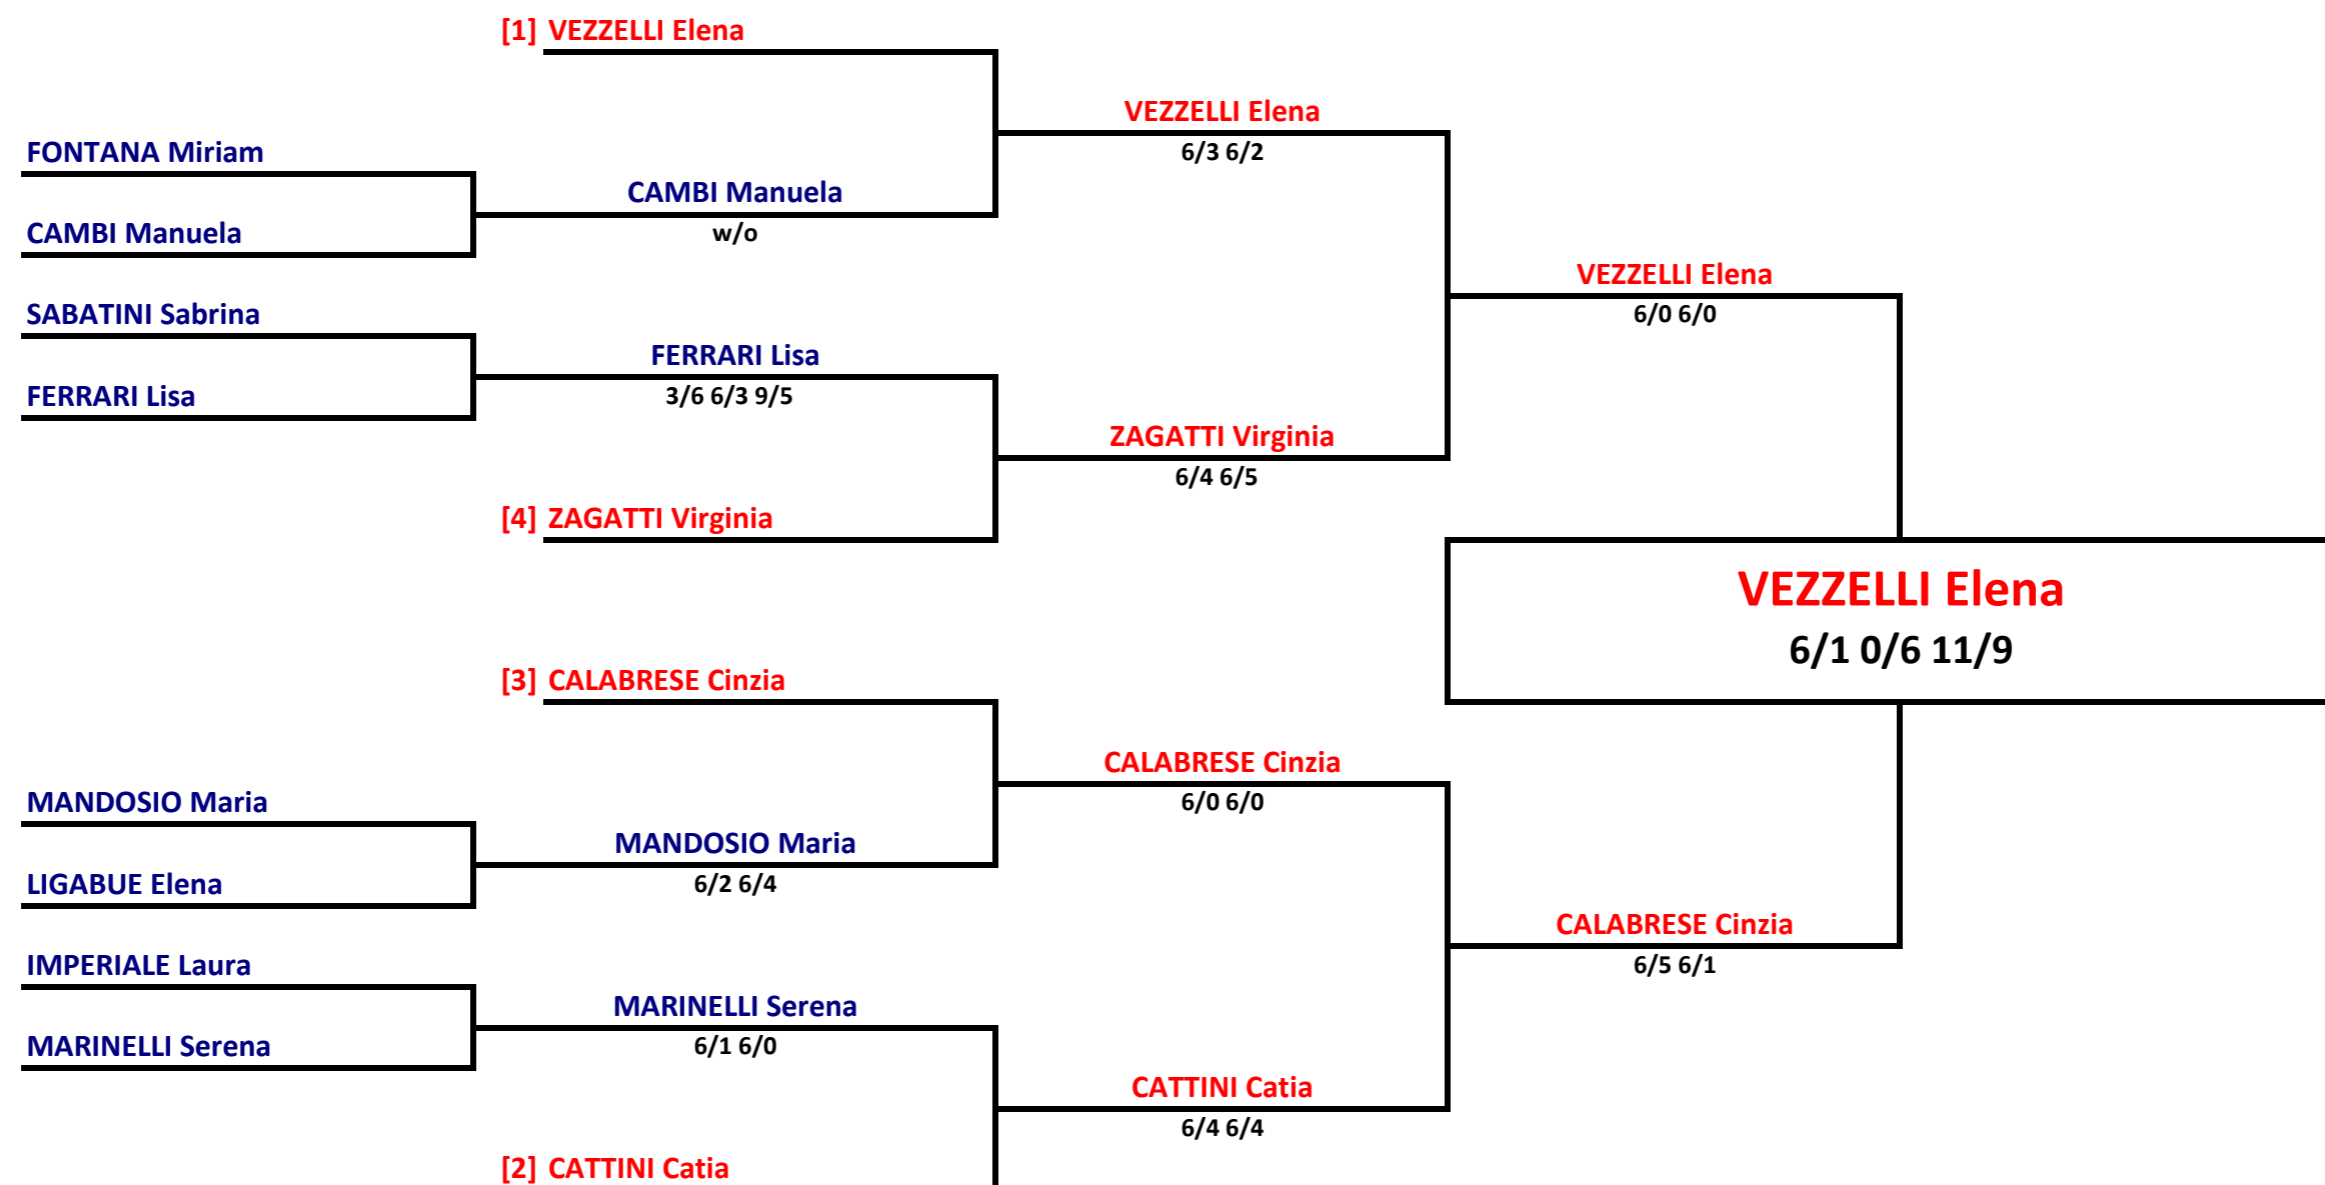 [1] VEZZELLI Elena
VEZZELLI Elena
FONTANA Miriam
6/3 6/2
CAMBI Manuela
CAMBI Manuela
w/o
VEZZELLI Elena
SABATINI Sabrina
6/0 6/0
FERRARI Lisa
FERRARI Lisa
3/6 6/3 9/5
ZAGATTI Virginia
6/4 6/5
[4] ZAGATTI Virginia
VEZZELLI Elena
6/1 0/6 11/9
[3] CALABRESE Cinzia
CALABRESE Cinzia
MANDOSIO Maria
6/0 6/0
MANDOSIO Maria
LIGABUE Elena
6/2 6/4
CALABRESE Cinzia
IMPERIALE Laura
6/5 6/1
MARINELLI Serena
MARINELLI Serena
6/1 6/0
CATTINI Catia
6/4 6/4
[2] CATTINI Catia